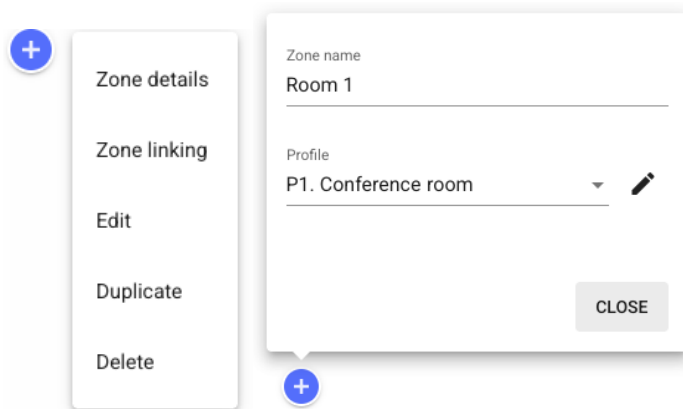 Zone details
Zone linking
Edit
Duplicate
Delete
Zone name
Room 1
Profile
P1. Conference room
CLOSE